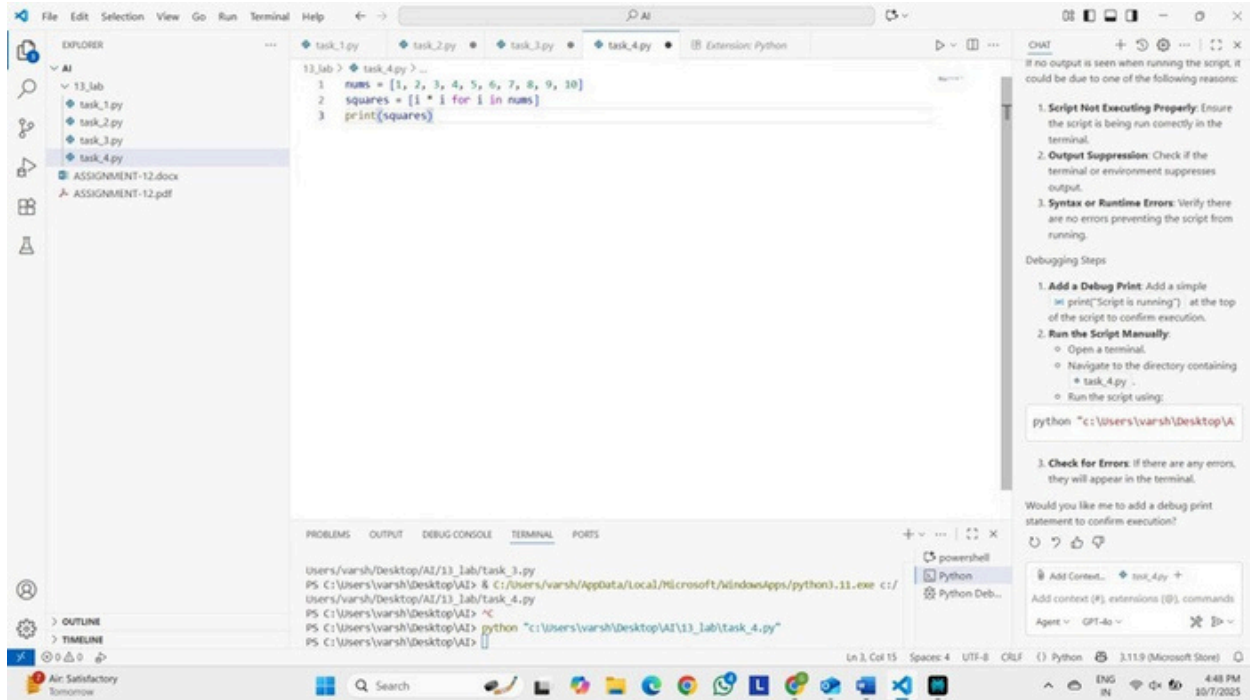 File Edit Selection View Go Run Terminal Help
AI
EXPLORER
AI
13_lab
task_1.py
task_2.py
task_3.py
task_4.py
ASSIGNMENT-12.docx
ASSIGNMENT-12.pdf
OUTLINE
TIMELINE
task_1.py task_2.py task_3.py task_4.py Extension: Python
13_lab > task_4.py > ...
1 nums = [1, 2, 3, 4, 5, 6, 7, 8, 9, 10]
2 squares = [i * i for i in nums]
3 print(squares)
PROBLEMS OUTPUT DEBUG CONSOLE TERMINAL PORTS
Users/varsh/Desktop/AI/13_lab/task_3.py
PS C:\Users\varsh\Desktop\AI> & C:/Users/varsh/AppData/Local/Microsoft/WindowsApps/python3.11.exe c:/
Users/varsh/Desktop/AI/13_lab/task_4.py
PS C:\Users\varsh\Desktop\AI> ^C
PS C:\Users\varsh\Desktop\AI> python "c:\Users\varsh\Desktop\AI\13_lab\task_4.py"
PS C:\Users\varsh\Desktop\AI>
powershell
Python
Python Deb...
CHAT
If no output is seen when running the script, it
could be due to one of the following reasons:
1. Script Not Executing Properly: Ensure
the script is being run correctly in the
terminal.
2. Output Suppression: Check if the
terminal or environment suppresses
output.
3. Syntax or Runtime Errors: Verify there
are no errors preventing the script from
running.
Debugging Steps
1. Add a Debug Print: Add a simple
print("Script is running") at the top
of the script to confirm execution.
2. Run the Script Manually:
Open a terminal.
Navigate to the directory containing
task_4.py .
Run the script using:
python "c:\Users\varsh\Desktop\A
3. Check for Errors: If there are any errors,
they will appear in the terminal.
Would you like me to add a debug print
statement to confirm execution?
Add Context... task_4.py +
Add context (#), extensions (@), commands
Agent GPT-4o
Ln 3, Col 15 Spaces: 4 UTF-8 CRLF {} Python 3.11.9 (Microsoft Store)
Air: Satisfactory
Tomorrow
Search
ENG
IN
4:48 PM
10/7/2025